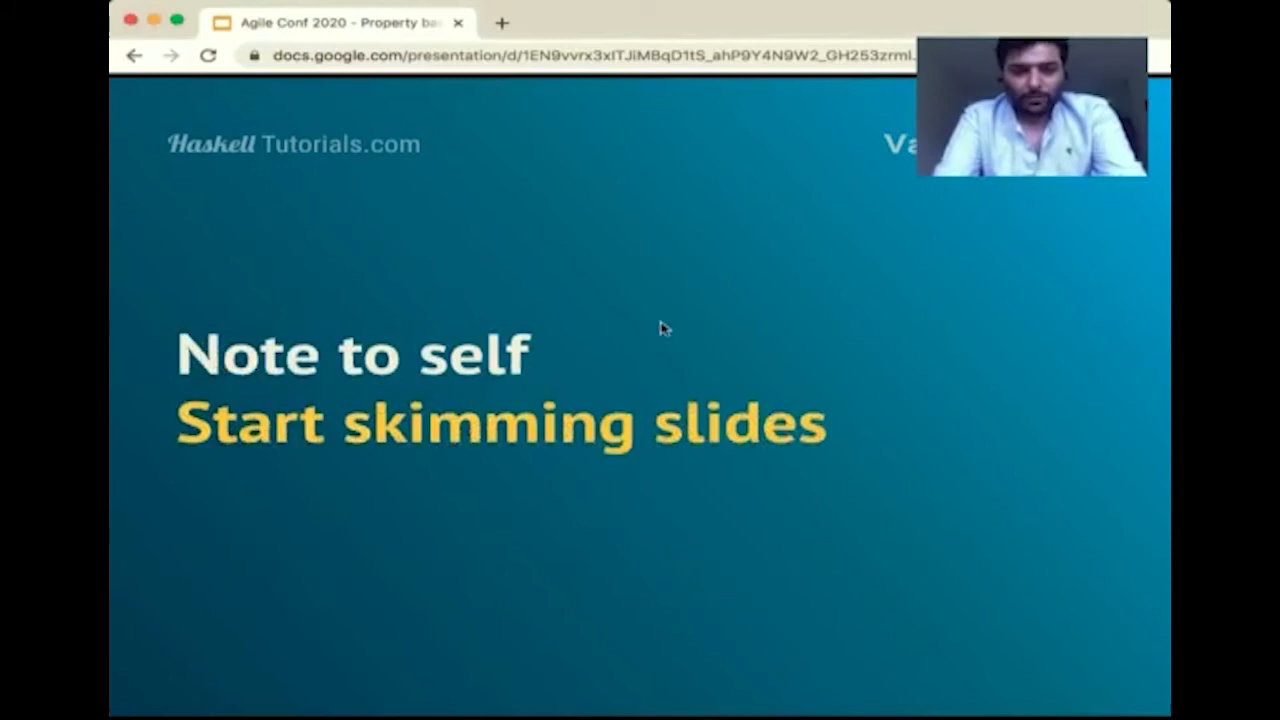 Agile Conf 2020 - Property ba
docs.google.com/presentation/d/1EN9vvrx3xITJiMBqD1tS_ahP9Y4N9W2_GH253zrml.
Haskell Tutorials.com
Note to self
Start skimming slides